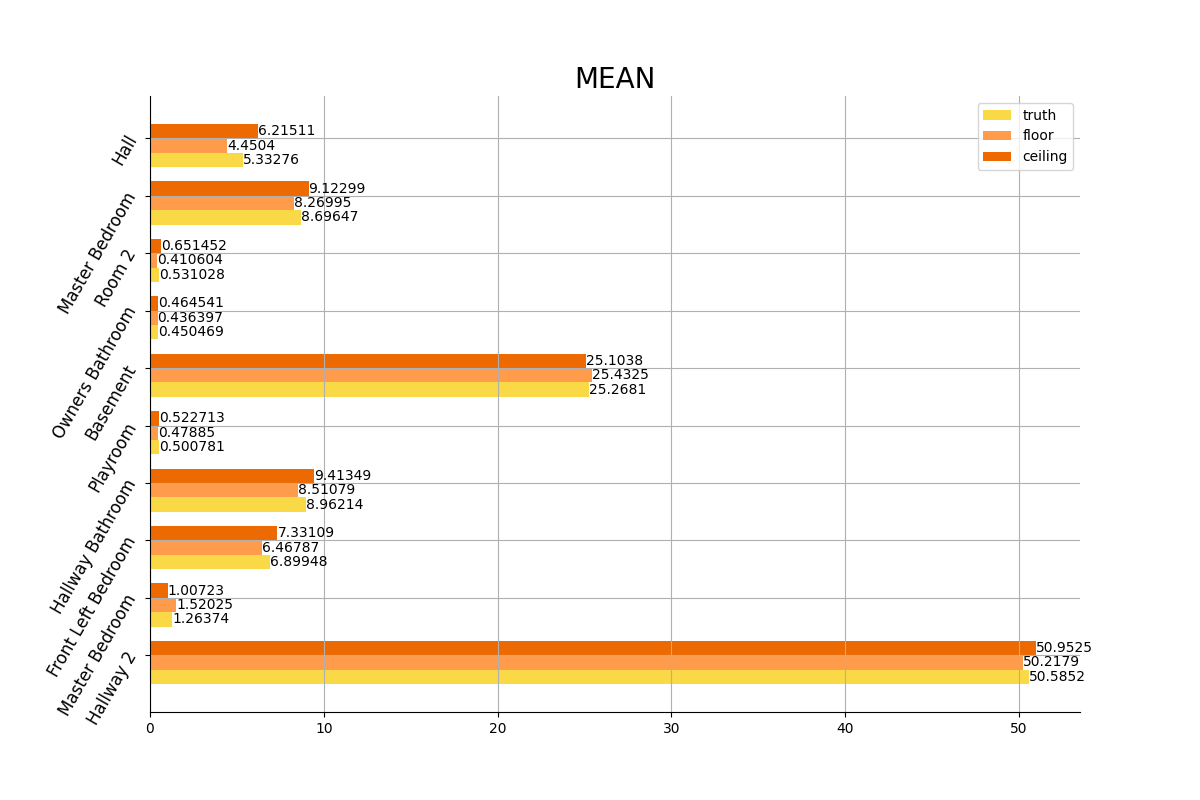 MEAN
truth
floor
ceiling
Hall
6.21511
4.4504
5.33276
Master Bedroom
9.12299
8.26995
8.69647
Room 2
0.651452
0.410604
0.531028
Owners Bathroom
0.464541
0.436397
0.450469
Basement
25.1038
25.4325
25.2681
Playroom
0.522713
0.47885
0.500781
Hallway Bathroom
9.41349
8.51079
8.96214
Front Left Bedroom
7.33109
6.46787
6.89948
Master Bedroom
1.00723
1.52025
1.26374
Hallway 2
50.9525
50.2179
50.5852
0 10 20 30 40 50